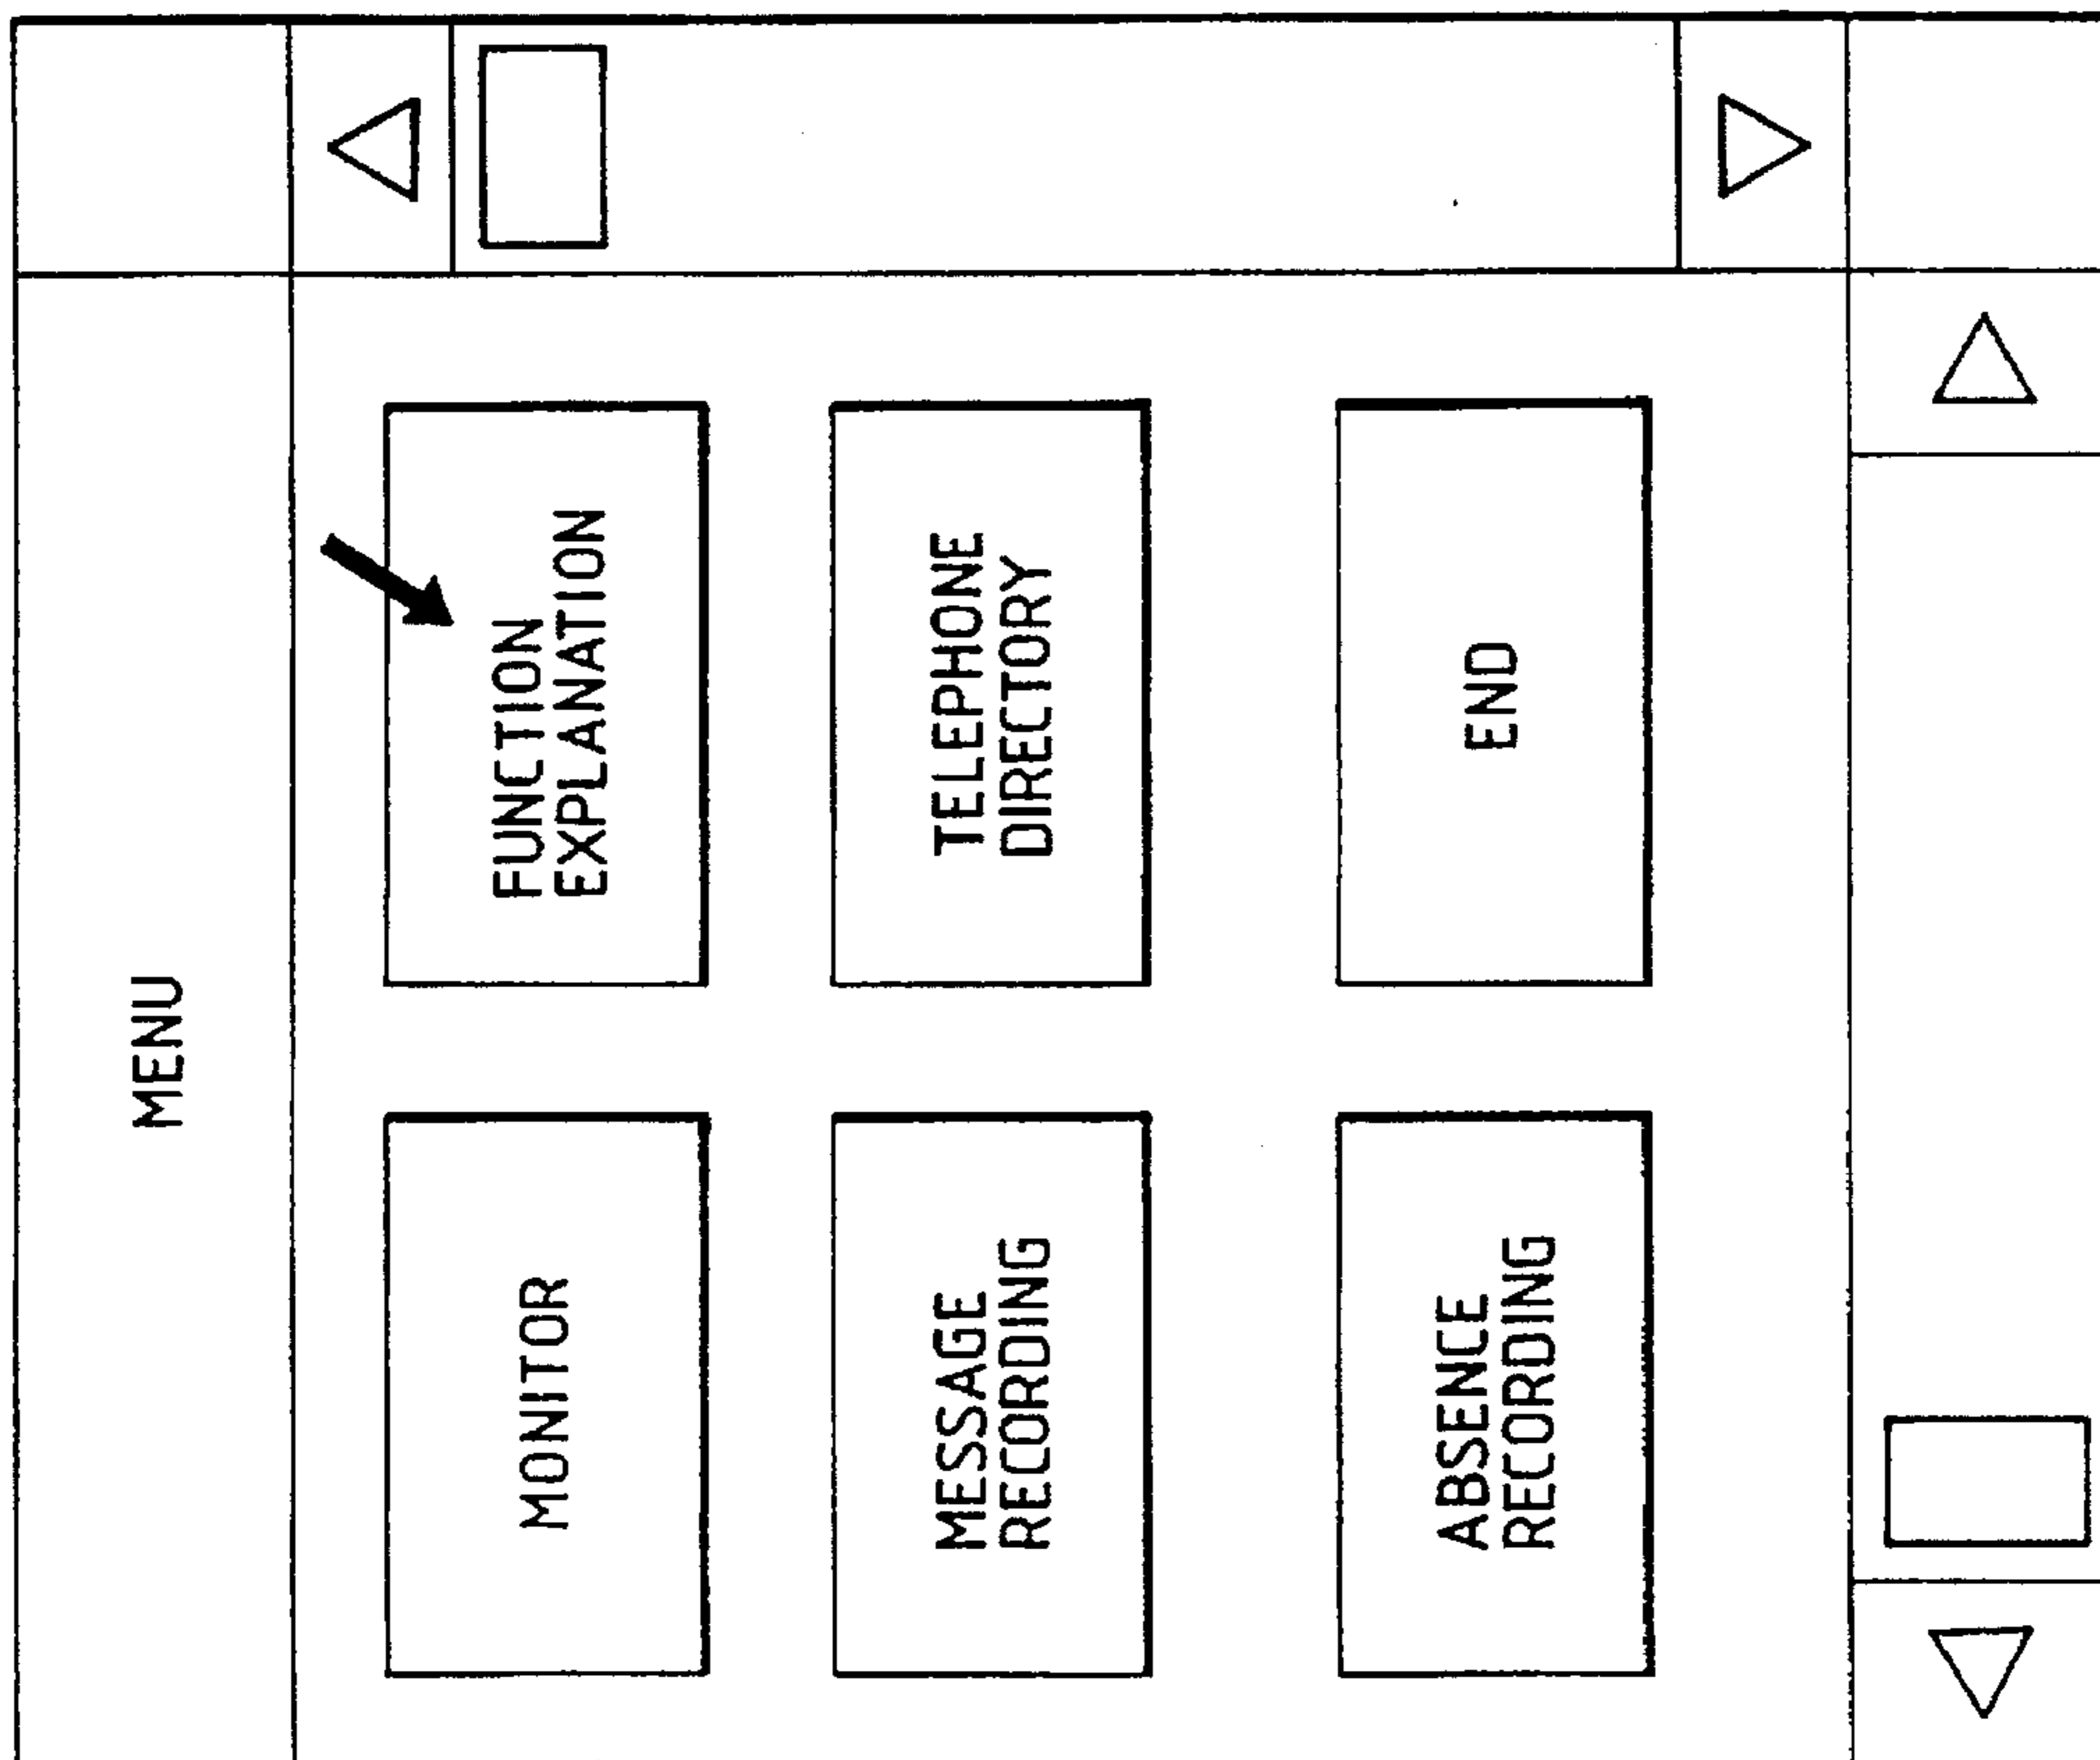 MENU
MONITOR
FUNCTION
EXPLANATION
MESSAGE
RECORDING
TELEPHONE
DIRECTORY
ABSENCE
RECORDING
END